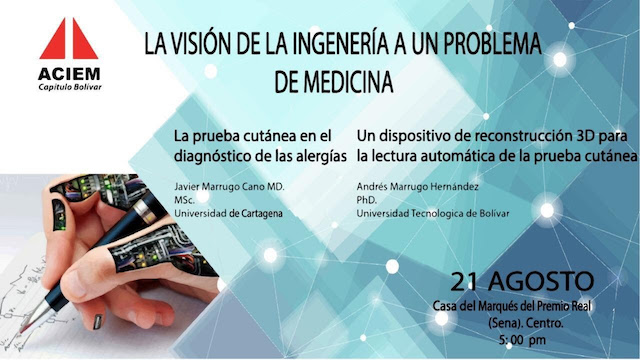 ACIEM
Capítulo Bolívar
LA VISIÓN DE LA INGENERÍA A UN PROBLEMA
DE MEDICINA
La prueba cutánea en el
diagnóstico de las alergías
Javier Marrugo Cano MD.
MSc.
Universidad de Cartagena
Un dispositivo de reconstrucción 3D para
la lectura automática de la prueba cutánea
Andrés Marrugo Hernández
PhD.
Universidad Tecnologica de Bolívar
21 AGOSTO
Casa del Marqués del Premio Real
(Sena). Centro.
5: 00 pm